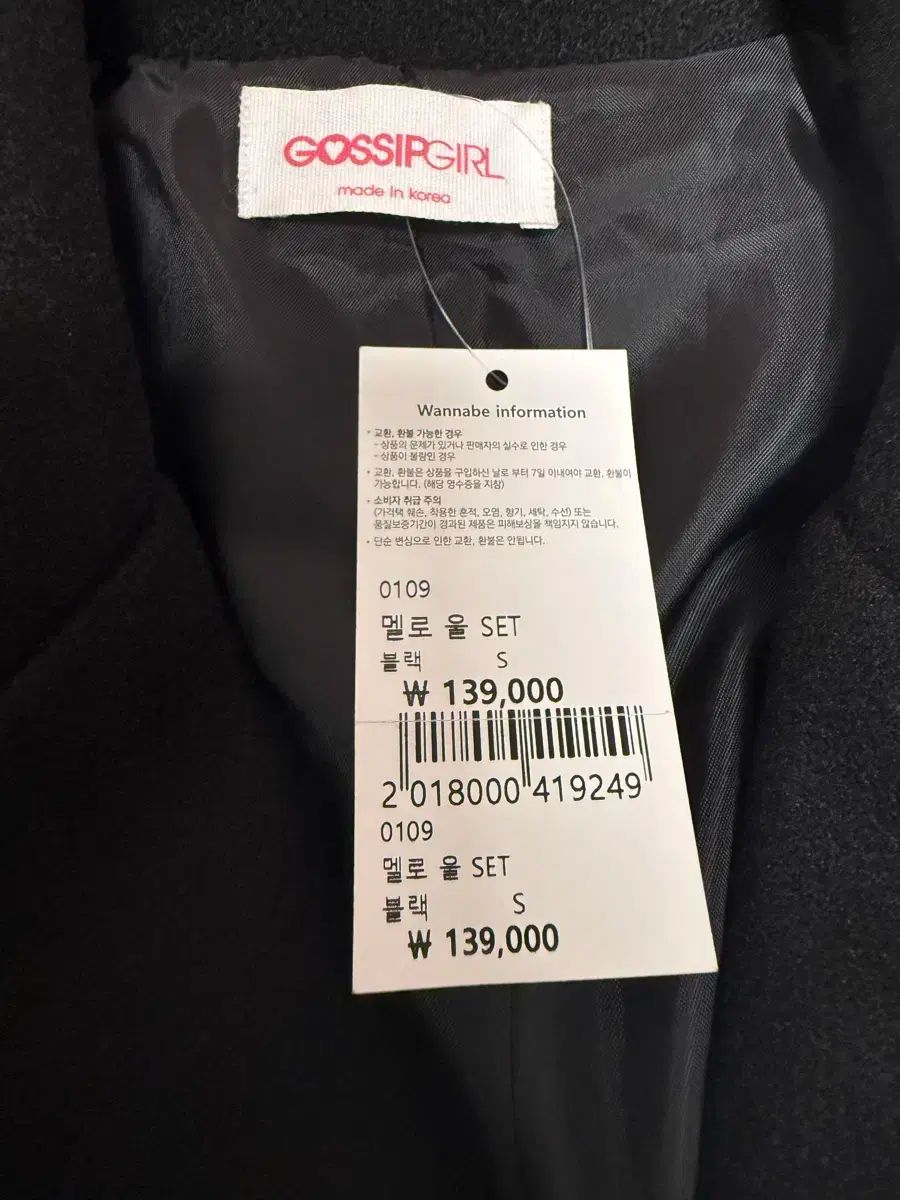 GOSSIPGIRL
made in korea
Wannabe information
• 교환, 환불 가능한 경우
- 상품의 문제가 있거나 판매자의 실수로 인한 경우
- 상품이 불량인 경우
• 교환, 환불은 상품을 구입하신 날로 부터 7일 이내여야 교환, 환불이
가능합니다. (해당 영수증을 지참)
• 소비자 취급 주의
(가격택 훼손, 착용한 흔적, 오염, 향기, 세탁, 수선) 또는
품질보증기간이 경과된 제품은 피해보상을 책임지지 않습니다.
• 단순 변심으로 인한 교환, 환불은 안됩니다.
0109
멜로 울 SET
블랙 S
₩ 139,000
2 018000 419249
0109
멜로 울 SET
블랙 S
₩ 139,000